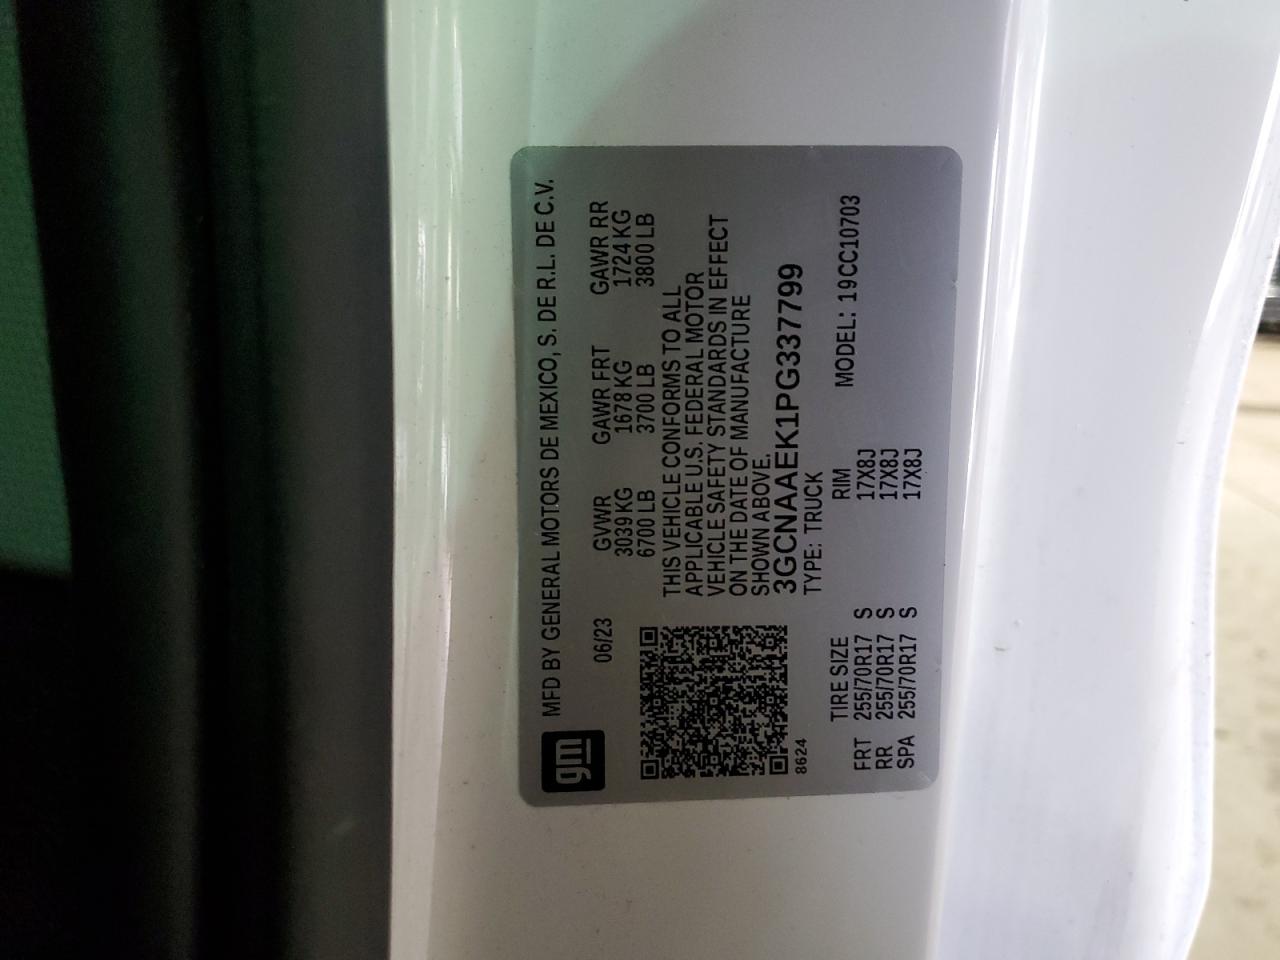 gm
MFD BY GENERAL MOTORS DE MEXICO, S. DE R.L. DE C.V.
06/23 GVWR GAWR FRT GAWR RR
3039 KG 1678 KG 1724 KG
6700 LB 3700 LB 3800 LB
THIS VEHICLE CONFORMS TO ALL
APPLICABLE U.S. FEDERAL MOTOR
VEHICLE SAFETY STANDARDS IN EFFECT
ON THE DATE OF MANUFACTURE
SHOWN ABOVE.
3GCNAAEK1PG337799
8624 TYPE: TRUCK
TIRE SIZE RIM MODEL: 19CC10703
FRT 255/70R17 S 17X8J
RR 255/70R17 S 17X8J
SPA 255/70R17 S 17X8J